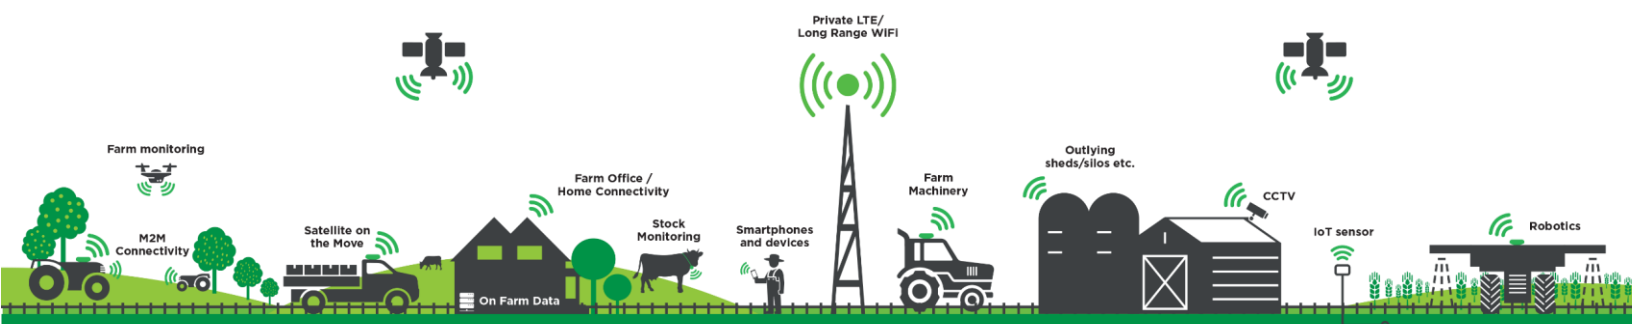 Private LTE/
Long Range WiFi
Farm monitoring
M2M
Connectivity
Satellite on
the Move
Farm Office /
Home Connectivity
On Farm Data
Stock
Monitoring
Smartphones
and devices
Farm
Machinery
Outlying
sheds/silos etc.
CCTV
IoT sensor
Robotics